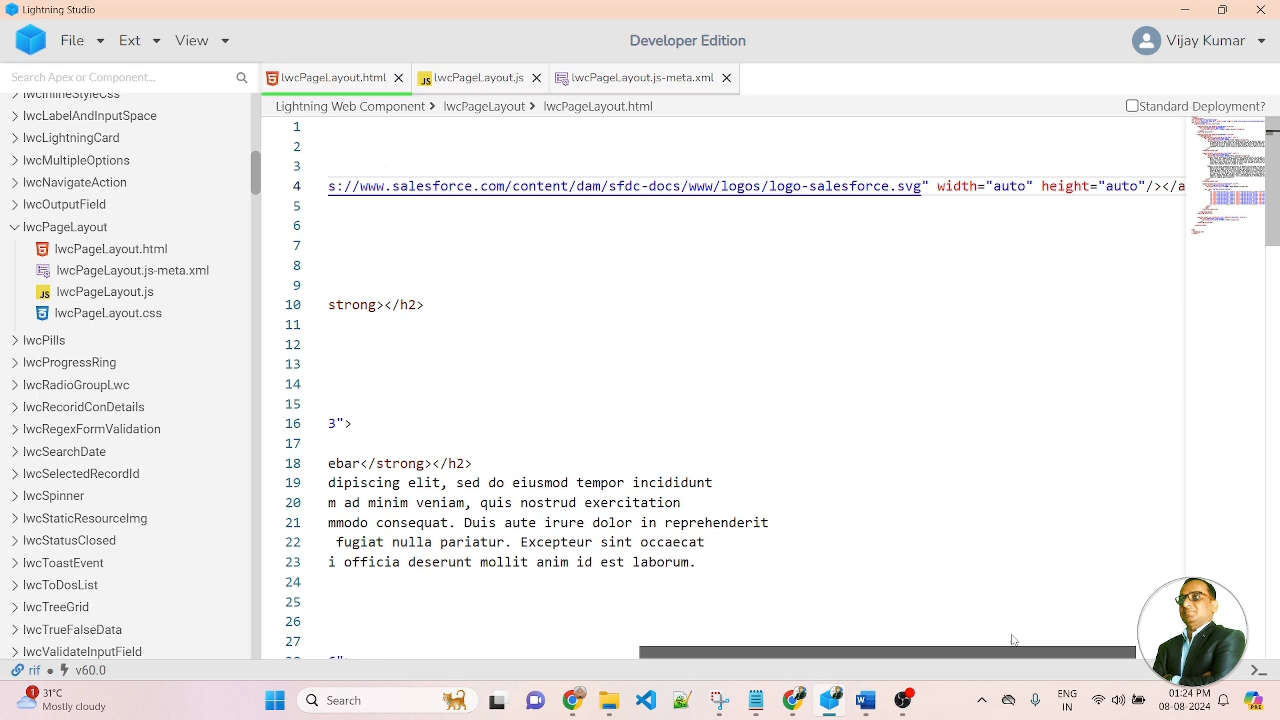 Lightning Studio
File Ext View Developer Edition Vijay Kumar
Search Apex or Component...
lwcPageLayout.html lwcPageLayout.js lwcPageLayout.js-meta.xml
Lightning Web Component lwcPageLayout lwcPageLayout.html Standard Deployment?
lwcInlineStyleCss
lwcLabelAndInputSpace
lwcLightningCard
lwcMultipleOptions
lwcNavigateAction
lwcOutputField
lwcPageLayout
lwcPageLayout.html
lwcPageLayout.js-meta.xml
lwcPageLayout.js
lwcPageLayout.css
lwcPills
lwcProgressRing
lwcRadioGroupLwc
lwcRecoridConDetails
lwcRegexFormValidation
lwcSearchDate
lwcSelectedRecordId
lwcSpinner
lwcStaticResourceImg
lwcStatusClosed
lwcToastEvent
lwcToDosList
lwcTreeGrid
lwcTrueFalseData
lwcValidateInputField
1
2
3
4 s://www.salesforce.com/content/dam/sfdc-docs/www/logos/logo-salesforce.svg" width="auto" height="auto"/></a
5
6
7
8
9
10 strong></h2>
11
12
13
14
15
16 3">
17
18 ebar</strong></h2>
19 dipiscing elit, sed do eiusmod tempor incididunt
20 m ad minim veniam, quis nostrud exercitation
21 mmodo consequat. Duis aute irure dolor in reprehenderit
22 fugiat nulla pariatur. Excepteur sint occaecat
23 i officia deserunt mollit anim id est laborum.
24
25
26
27
28 6">
rif v60.0
31°C
Mostly cloudy
1
Search
ENG
IN
01:24 PM
08-08-2024